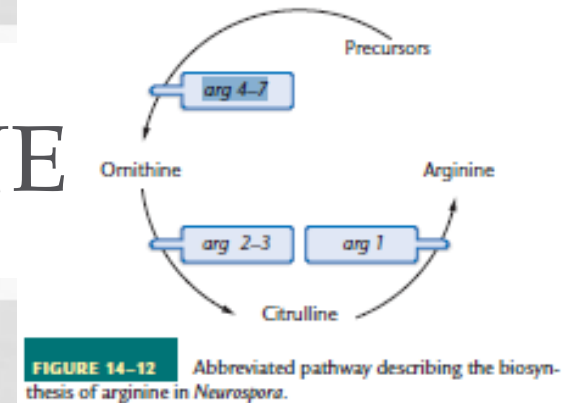 Precursors
arg 4–7
E
Ornithine
Arginine
arg 2–3
arg 1
Citrulline
FIGURE 14–12 Abbreviated pathway describing the biosyn-
thesis of arginine in Neurospora.